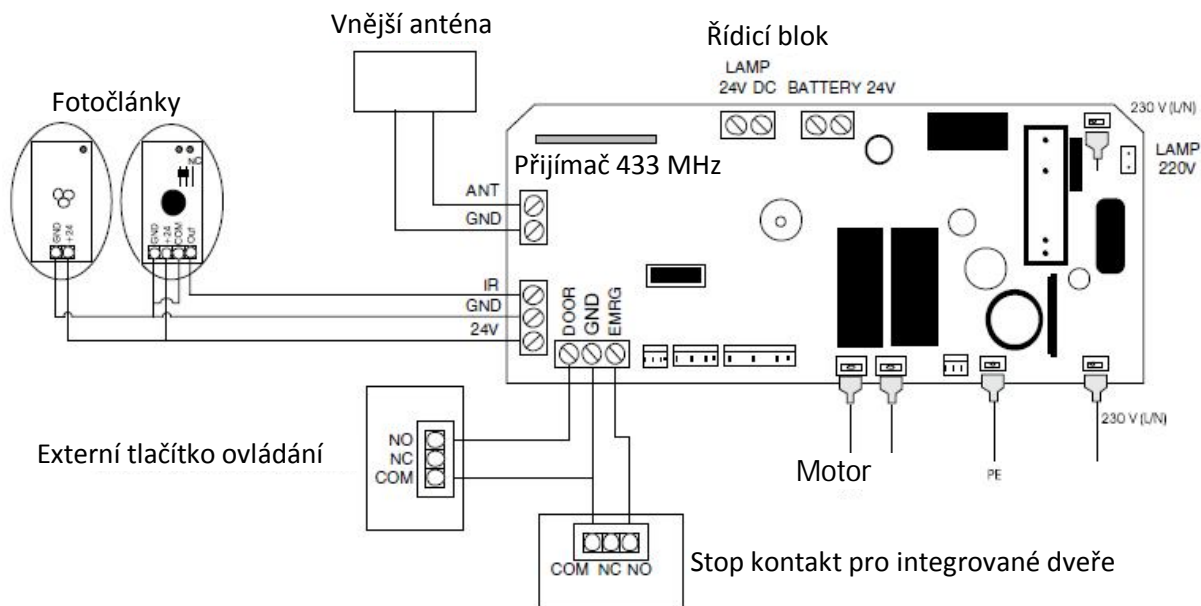 Vnější anténa
Řídicí blok
LAMP
24V DC BATTERY 24V
Fotočlánky
230 V (L/N)
NC
Přijímač 433 MHz
LAMP
220V
ANT
GND
GND
+24
GND
+24
COM
Out
IR
GND
24V
DOOR
GND
EMRG
230 V (L/N)
Externí tlačítko ovládání
NO
NC
COM
Motor
PE
COM NC NO
Stop kontakt pro integrované dveře